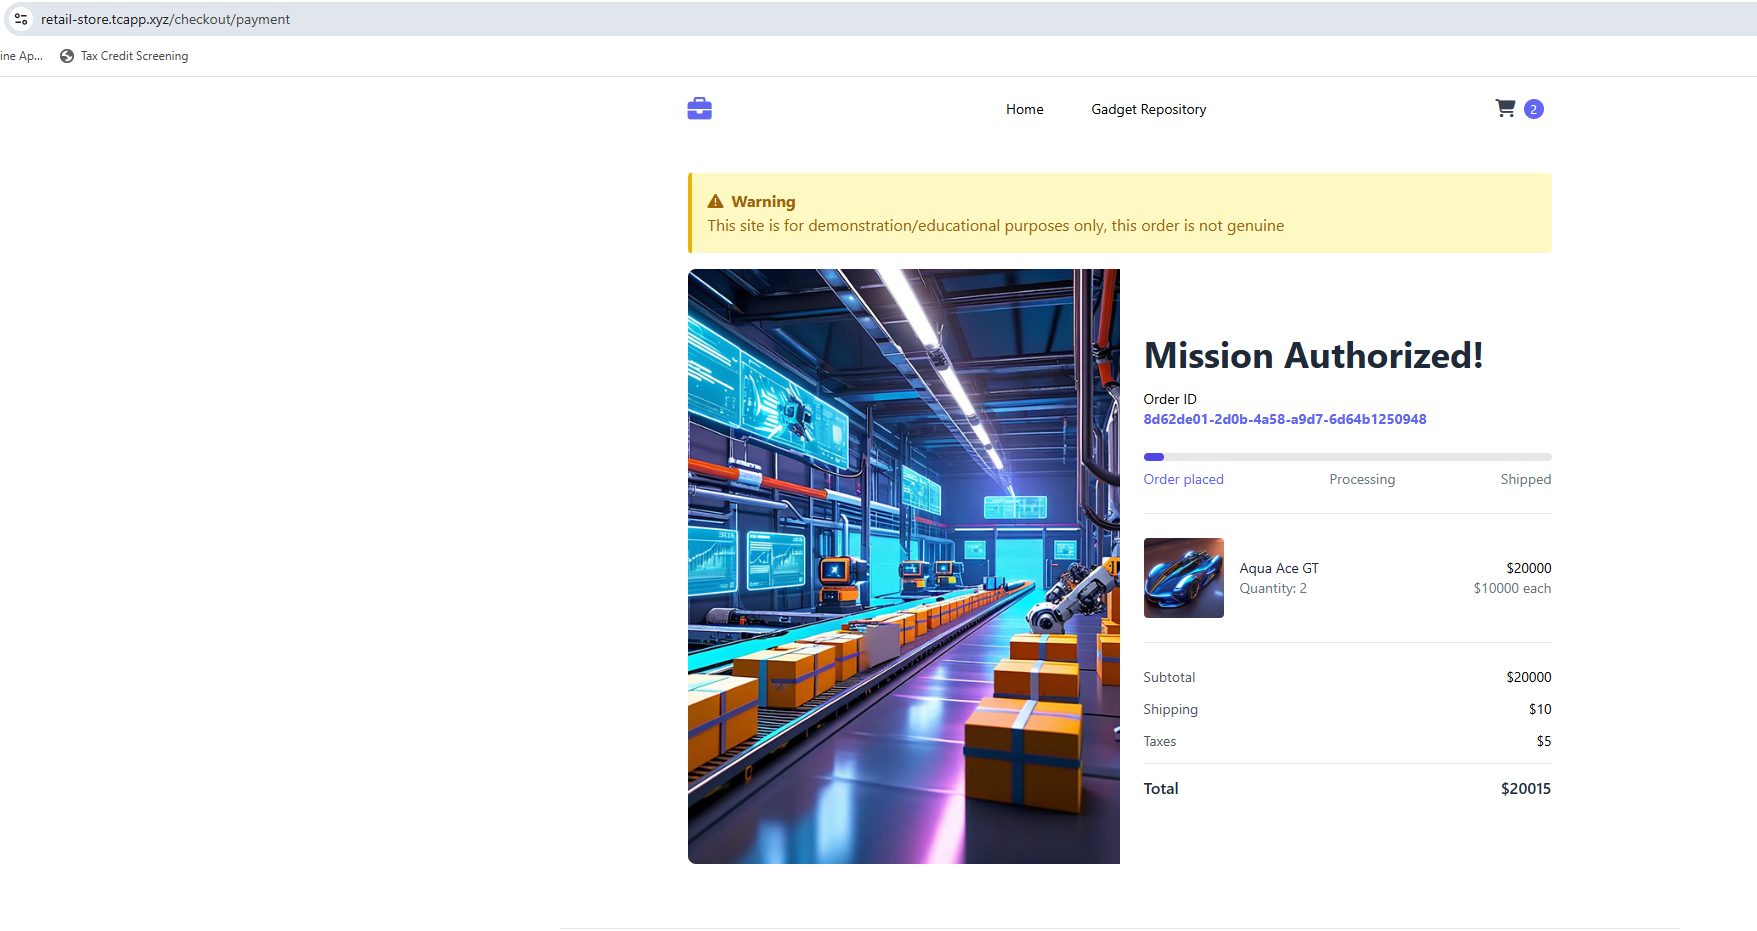 retail-store.tcapp.xyz/checkout/payment
ine Ap... Tax Credit Screening
Home Gadget Repository 2
Warning
This site is for demonstration/educational purposes only, this order is not genuine
Mission Authorized!
Order ID
8d62de01-2d0b-4a58-a9d7-6d64b1250948
Order placed Processing Shipped
Aqua Ace GT $20000
Quantity: 2 $10000 each
Subtotal $20000
Shipping $10
Taxes $5
Total $20015